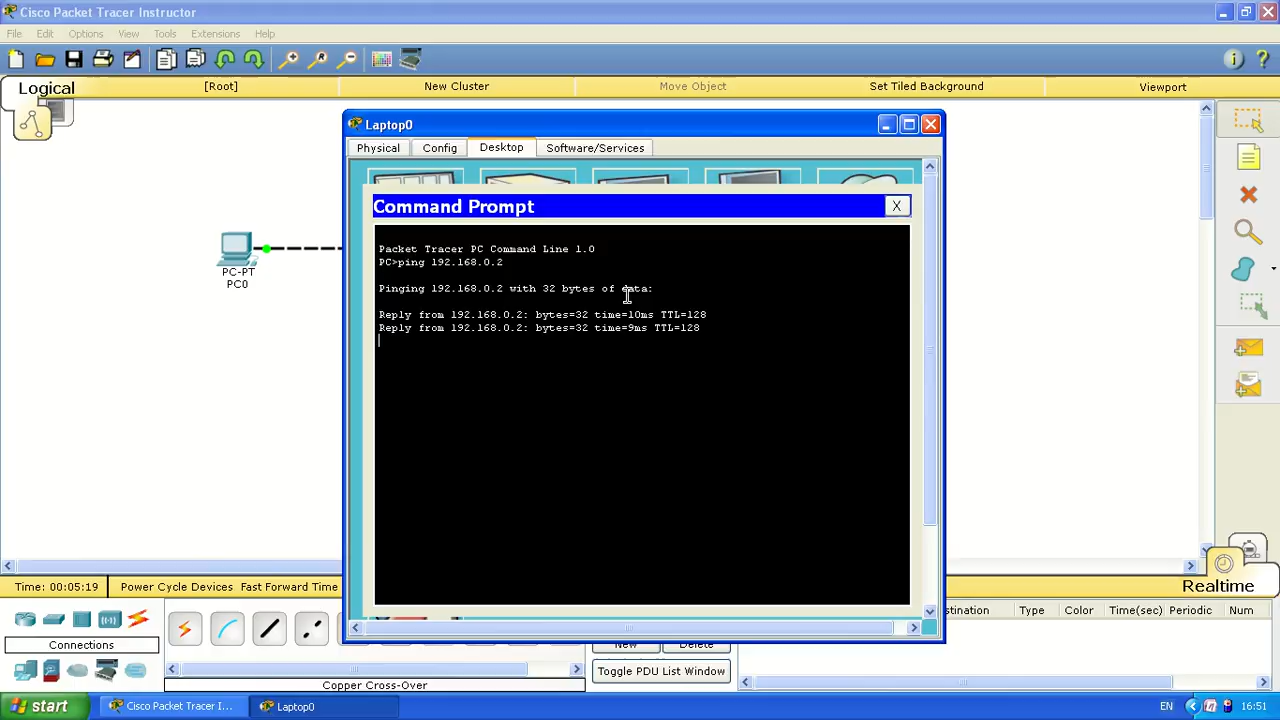 Cisco Packet Tracer Instructor
File Edit Options View Tools Extensions Help
Logical [Root] New Cluster Move Object Set Tiled Background Viewport
Laptop0
Physical Config Desktop Software/Services
Command Prompt X
Packet Tracer PC Command Line 1.0
PC>ping 192.168.0.2
Pinging 192.168.0.2 with 32 bytes of data:
Reply from 192.168.0.2: bytes=32 time=10ms TTL=128
Reply from 192.168.0.2: bytes=32 time=9ms TTL=128
PC-PT
PC0
Time: 00:05:19 Power Cycle Devices Fast Forward Time Realtime
stination Type Color Time(sec) Periodic Num
Connections
New Delete
Toggle PDU List Window
Copper Cross-Over
start Cisco Packet Tracer I... Laptop0 EN 16:51